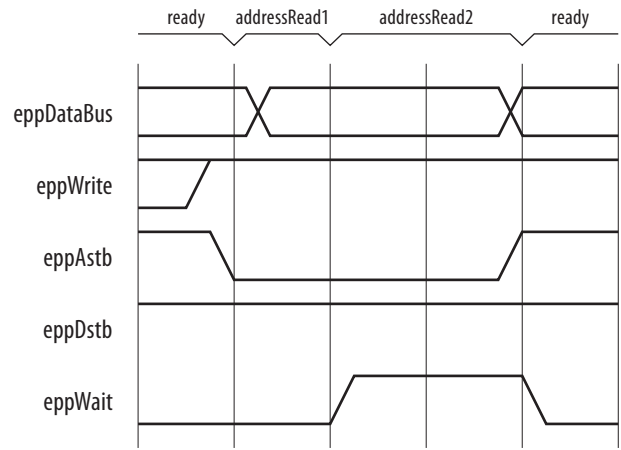 ready addressRead1 addressRead2 ready
eppDataBus
eppWrite
eppAstb
eppDstb
eppWait